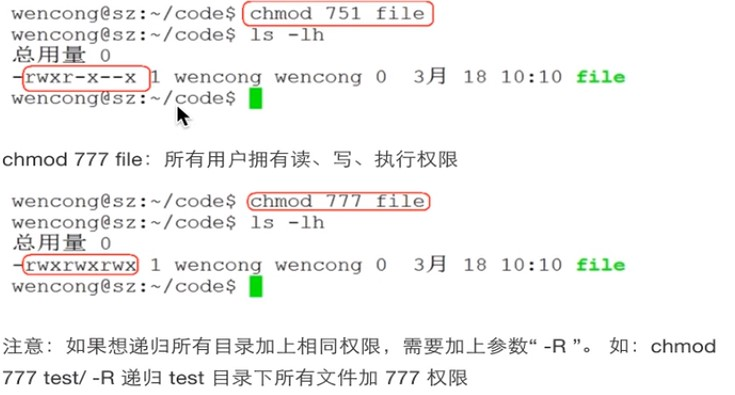 wencong@sz:~/code$ chmod 751 file
wencong@sz:~/code$ ls -lh
总用量 0
-rwxr-x--x 1 wencong wencong 0 3月 18 10:10 file
wencong@sz:~/code$
chmod 777 file：所有用户拥有读、写、执行权限
wencong@sz:~/code$ chmod 777 file
wencong@sz:~/code$ ls -lh
总用量 0
-rwxrwxrwx 1 wencong wencong 0 3月 18 10:10 file
wencong@sz:~/code$
注意：如果想递归所有目录加上相同权限，需要加上参数“ -R ”。 如：chmod
777 test/ -R 递归 test 目录下所有文件加 777 权限